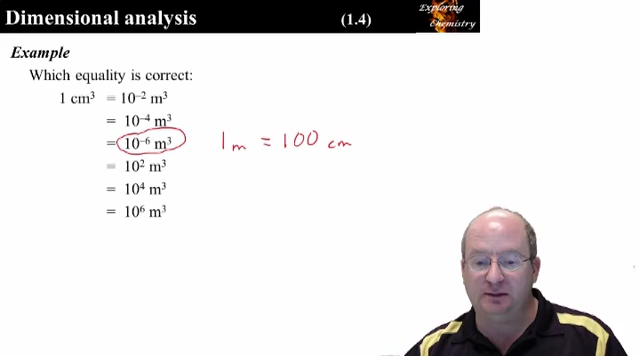 Dimensional analysis (1.4) Exploring Chemistry
Example
Which equality is correct:
1 cm³ = 10⁻² m³
= 10⁻⁴ m³
= 10⁻⁶ m³ 1 m = 100 cm
= 10² m³
= 10⁴ m³
= 10⁶ m³